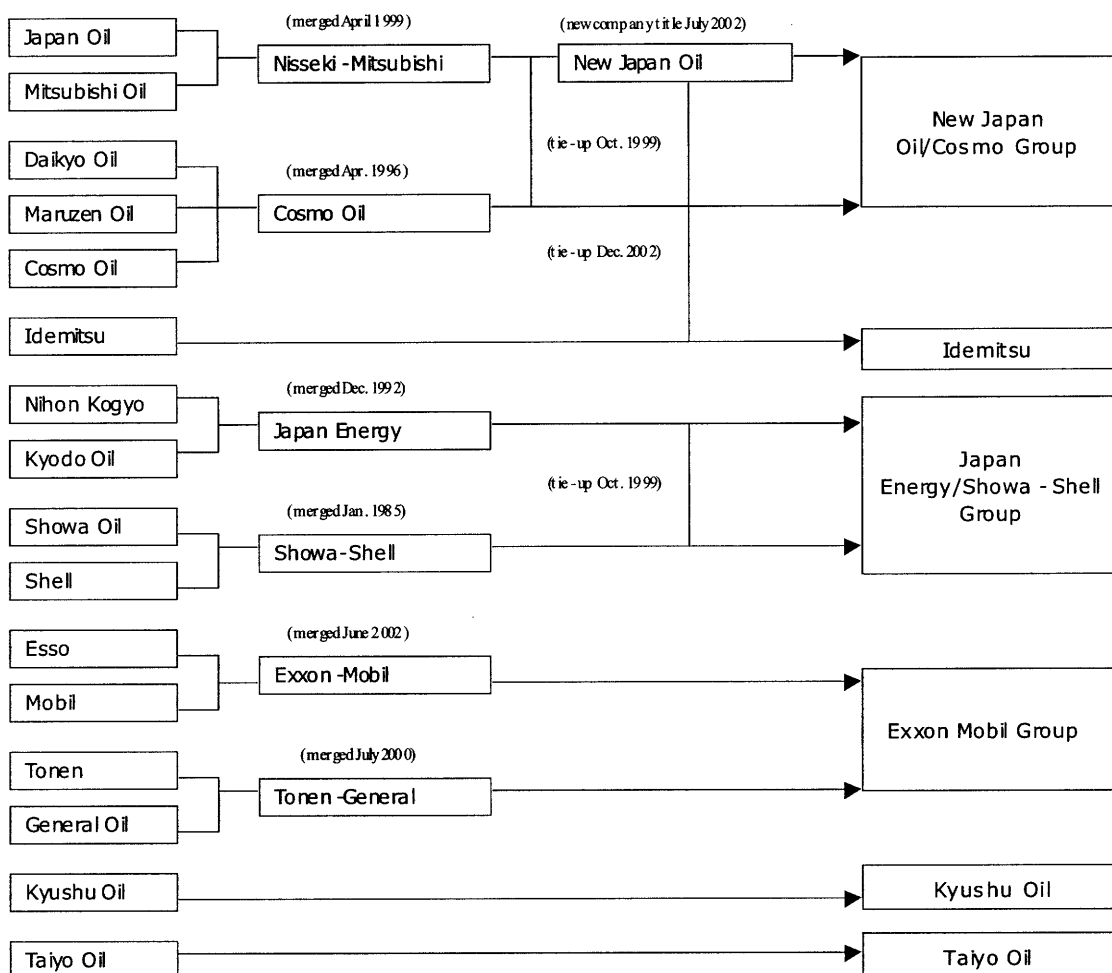 (merged April 1999)
(new company title July 2002)
Japan Oil
Nisseki-Mitsubishi
New Japan Oil
Mitsubishi Oil
New Japan
Oil/Cosmo Group
(tie-up Oct. 1999)
Daikyo Oil
(merged Apr. 1996)
Maruzen Oil
Cosmo Oil
Cosmo Oil
(tie-up Dec. 2002)
Idemitsu
Idemitsu
(merged Dec. 1992)
Nihon Kogyo
Japan Energy
Kyodo Oil
Japan
Energy/Showa-Shell
Group
(tie-up Oct. 1999)
(merged Jan. 1985)
Showa Oil
Showa-Shell
Shell
(merged June 2002)
Esso
Exxon-Mobil
Mobil
Exxon Mobil Group
(merged July 2000)
Tonen
Tonen-General
General Oil
Kyushu Oil
Kyushu Oil
Taiyo Oil
Taiyo Oil